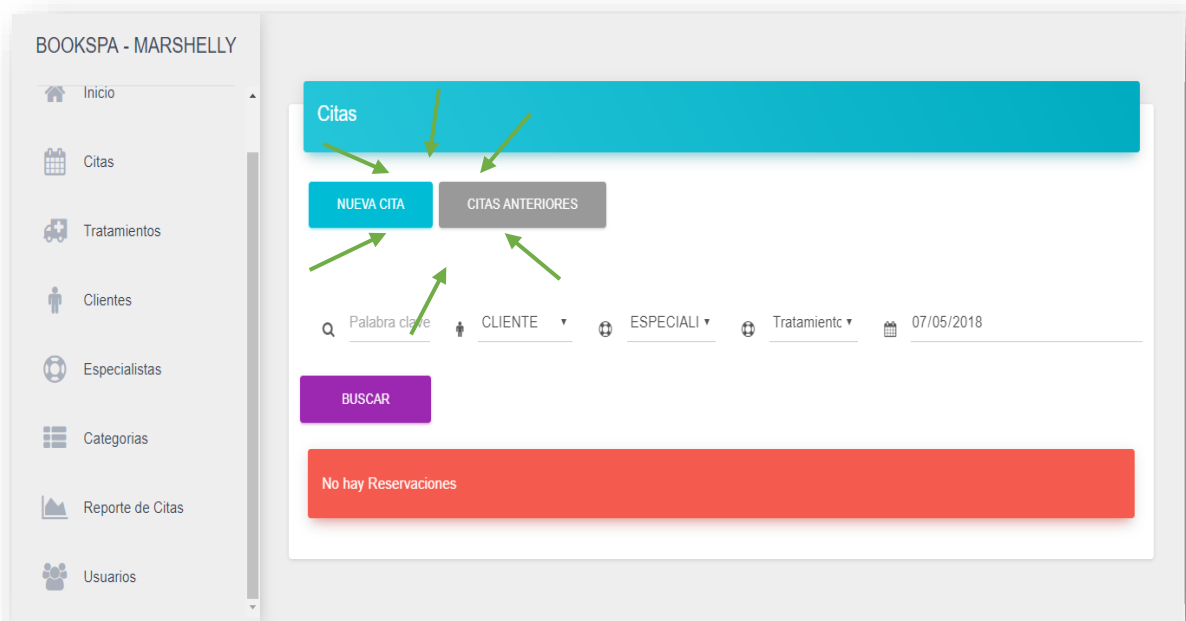 BOOKSPA - MARSHELLY
Inicio
Citas
Tratamientos
Clientes
Especialistas
Categorias
Reporte de Citas
Usuarios
Citas
NUEVA CITA CITAS ANTERIORES
Palabra clave CLIENTE ESPECIALI Tratamientc 07/05/2018
BUSCAR
No hay Reservaciones